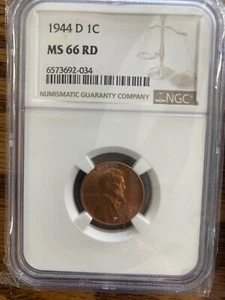 1944 D 1C
MS 66 RD
6573692-034
NUMISMATIC GUARANTY COMPANY
NGC